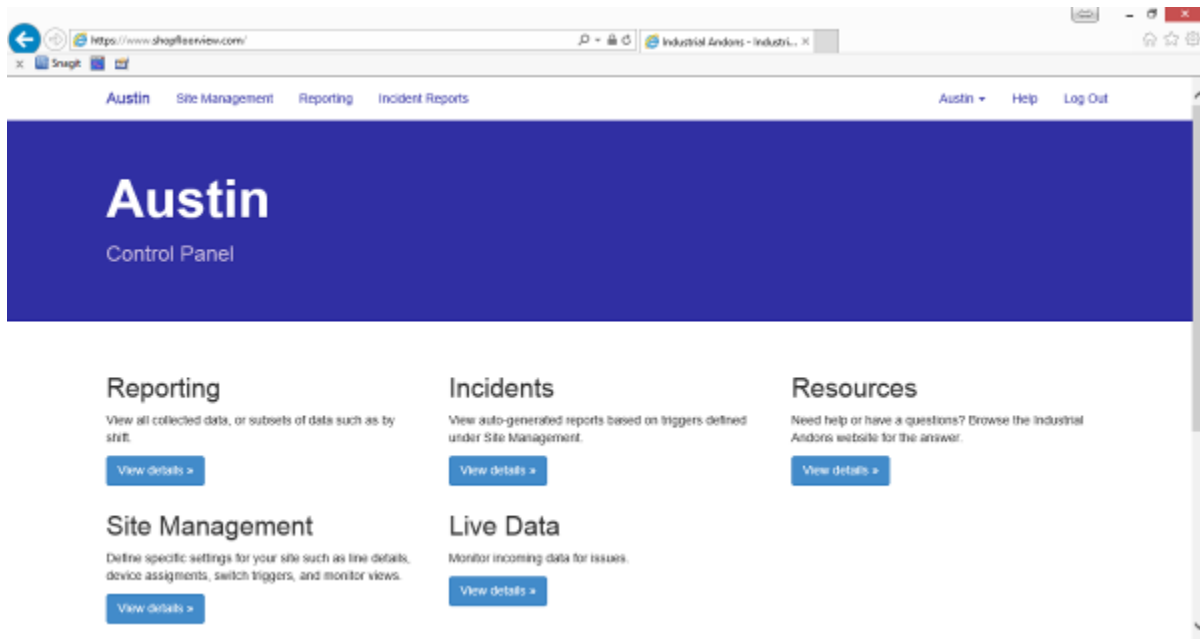 https://www.shopfloorview.com/
Industrial Andons - Industri...
Snagit
Austin Site Management Reporting Incident Reports Austin Help Log Out
Austin
Control Panel
Reporting
View all collected data, or subsets of data such as by
shift.
View details »
Incidents
View auto-generated reports based on triggers defined
under Site Management.
View details »
Resources
Need help or have a questions? Browse the Industrial
Andons website for the answer.
View details »
Site Management
Define specific settings for your site such as line details,
device assigments, switch triggers, and monitor views.
View details »
Live Data
Monitor incoming data for issues.
View details »